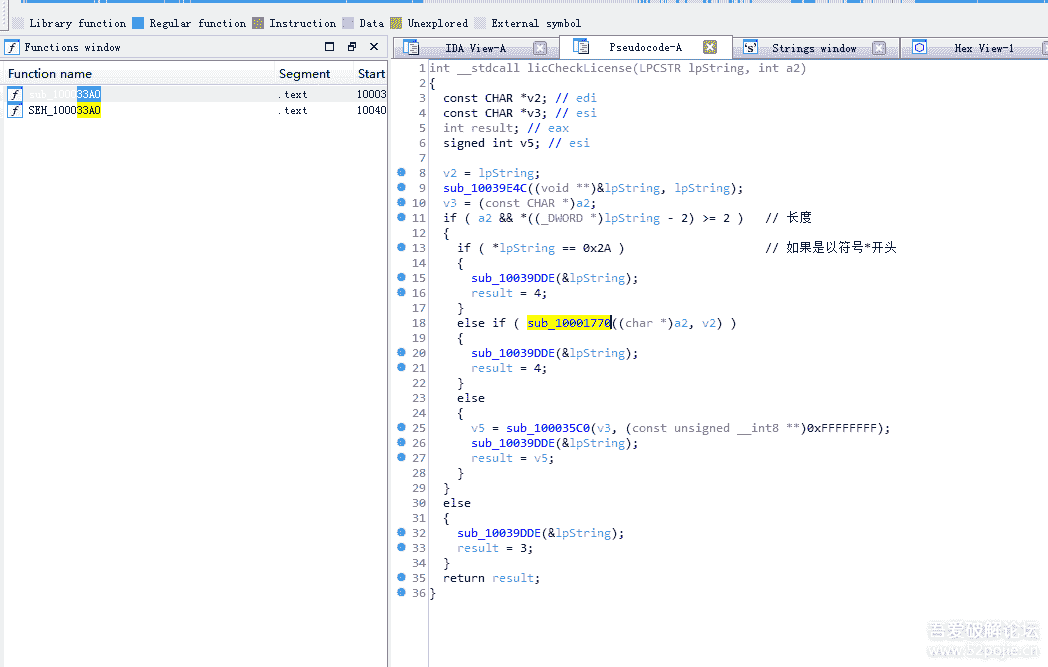 Library function Regular function Instruction Data Unexplored External symbol
Functions window
Function name Segment Start
sub_100033A0 .text 10003
SEH_100033A0 .text 10040
IDA View-A Pseudocode-A Strings window Hex View-1
1 int __stdcall licCheckLicense(LPCSTR lpString, int a2)
2 {
3 const CHAR *v2; // edi
4 const CHAR *v3; // esi
5 int result; // eax
6 signed int v5; // esi
7
8 v2 = lpString;
9 sub_10039E4C((void **)&lpString, lpString);
10 v3 = (const CHAR *)a2;
11 if ( a2 && *((_DWORD *)lpString - 2) >= 2 ) // 长度
12 {
13 if ( *lpString == 0x2A ) // 如果是以符号*开头
14 {
15 sub_10039DDE(&lpString);
16 result = 4;
17 }
18 else if ( sub_10001770((char *)a2, v2) )
19 {
20 sub_10039DDE(&lpString);
21 result = 4;
22 }
23 else
24 {
25 v5 = sub_100035C0(v3, (const unsigned __int8 **)0xFFFFFFFF);
26 sub_10039DDE(&lpString);
27 result = v5;
28 }
29 }
30 else
31 {
32 sub_10039DDE(&lpString);
33 result = 3;
34 }
35 return result;
36 }
吾爱破解论坛
www.52pojie.cn